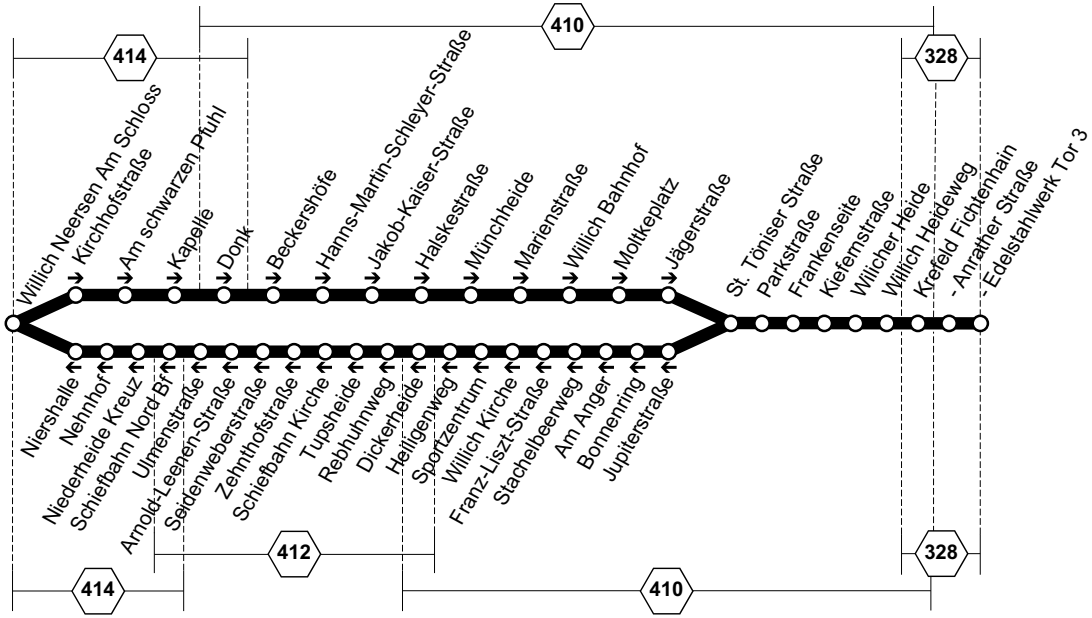 410
414
328
Willich Neersen Am Schloss
Kirchhofstraße
Am schwarzen Pfuhl
Kapelle
Donk
Beckershöfe
Hanns-Martin-Schleyer-Straße
Jakob-Kaiser-Straße
Halskestraße
Münchheide
Marienstraße
Willich Bahnhof
Moltkeplatz
Jägerstraße
St. Töniser Straße
Parkstraße
Frankenseite
Kiefernstraße
Willicher Heide
Willich Heideweg
Krefeld Fichtenhain
- Anrather Straße
- Edelstahlwerk Tor 3
Niershalle
Nehnhof
Niederheide Kreuz
Schiefbahn Nord Bf
Ulmenstraße
Arnold-Leenen-Straße
Seidenweberstraße
Zehnthofstraße
Schiefbahn Kirche
Tupsheide
Rebhuhnweg
Dickerheide
Heiligenweg
Sportzentrum
Willich Kirche
Franz-Liszt-Straße
Stachelbeerweg
Am Anger
Bonnenring
Jupiterstraße
412
328
414
410